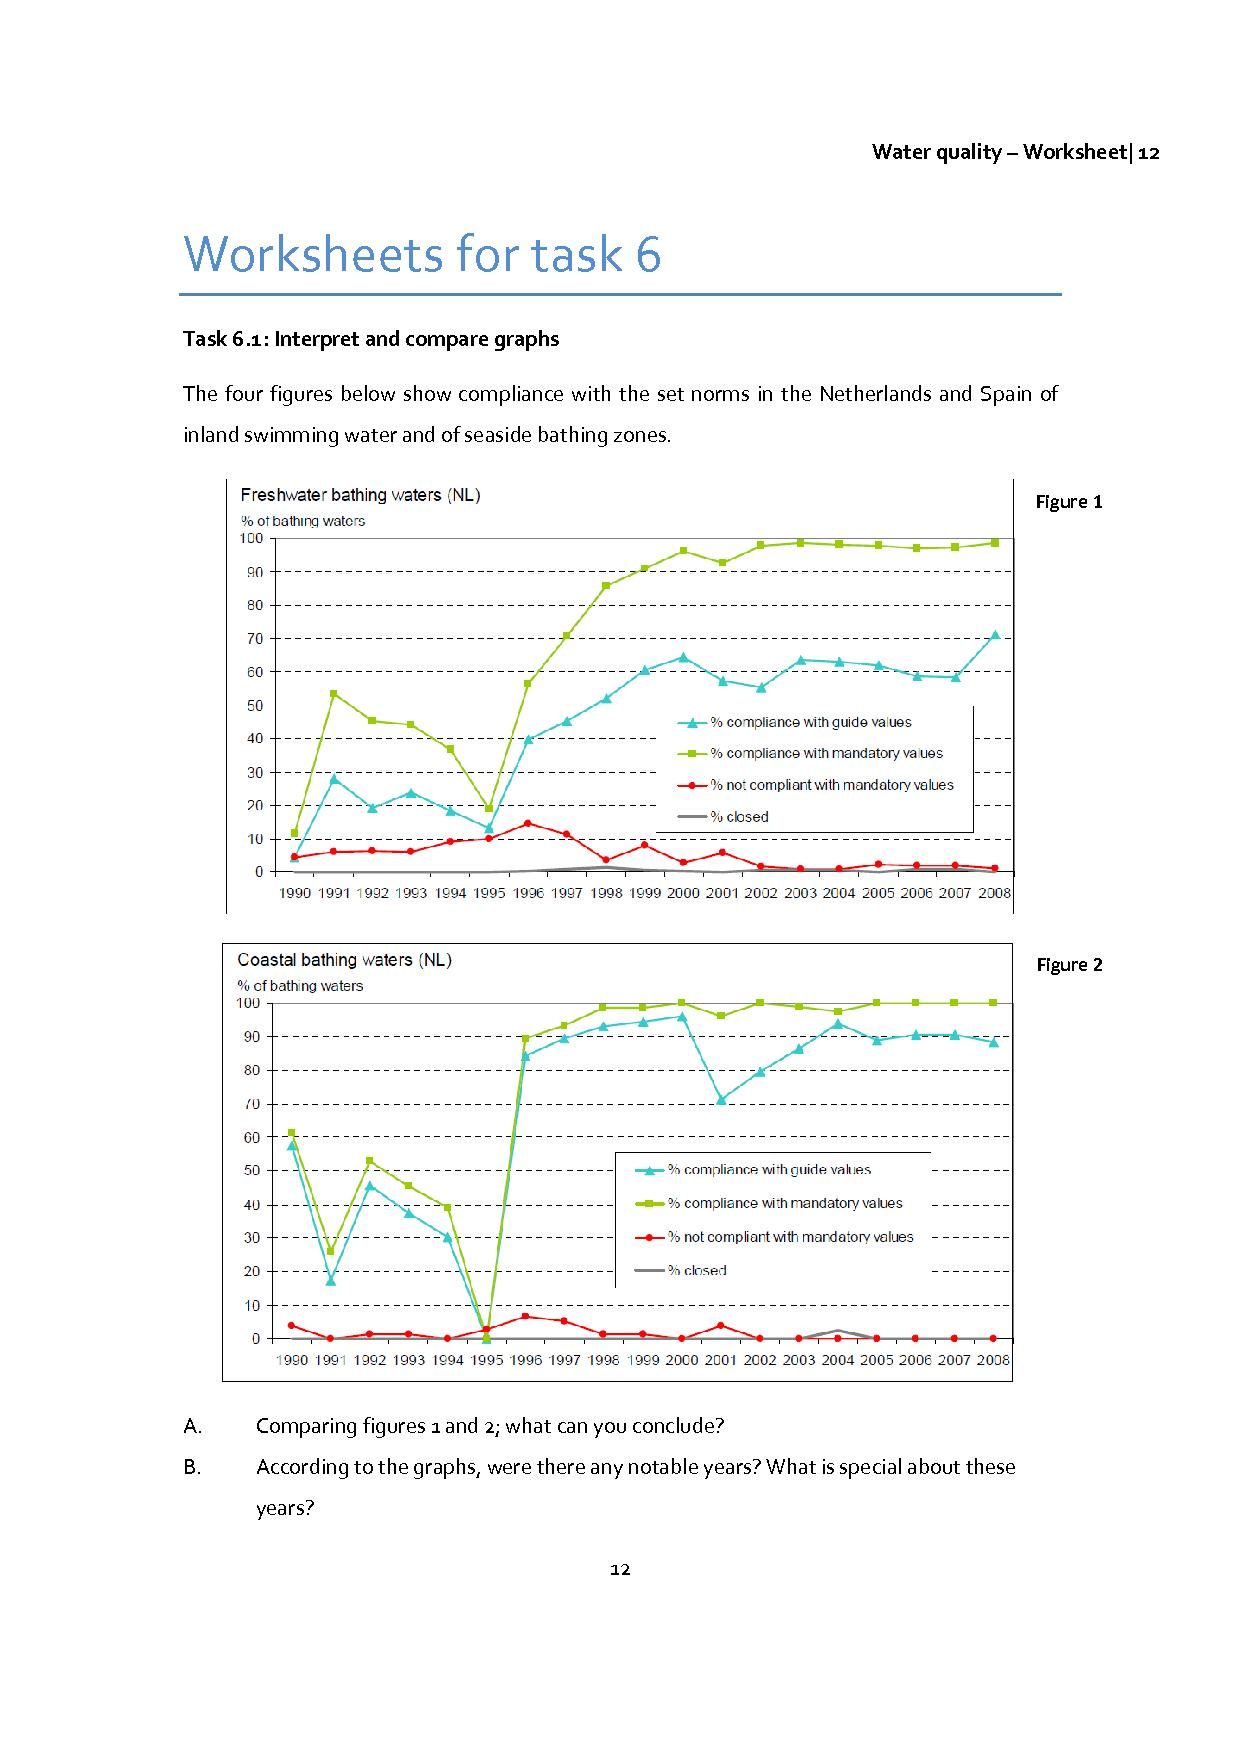 Water quality – Worksheet| 12
Worksheets for task 6
Task 6.1: Interpret and compare graphs
The four figures below show compliance with the set norms in the Netherlands and Spain of
inland swimming water and of seaside bathing zones.
Figure 1
Freshwater bathing waters (NL)
% of bathing waters
100
90
80
70
60
50
40
30
20
10
0
% compliance with guide values
% compliance with mandatory values
% not compliant with mandatory values
% closed
1990 1991 1992 1993 1994 1995 1996 1997 1998 1999 2000 2001 2002 2003 2004 2005 2006 2007 2008
Figure 2
Coastal bathing waters (NL)
% of bathing waters
100
90
80
70
60
50
40
30
20
10
0
% compliance with guide values
% compliance with mandatory values
% not compliant with mandatory values
% closed
1990 1991 1992 1993 1994 1995 1996 1997 1998 1999 2000 2001 2002 2003 2004 2005 2006 2007 2008
A. Comparing figures 1 and 2; what can you conclude?
B. According to the graphs, were there any notable years? What is special about these
years?
12